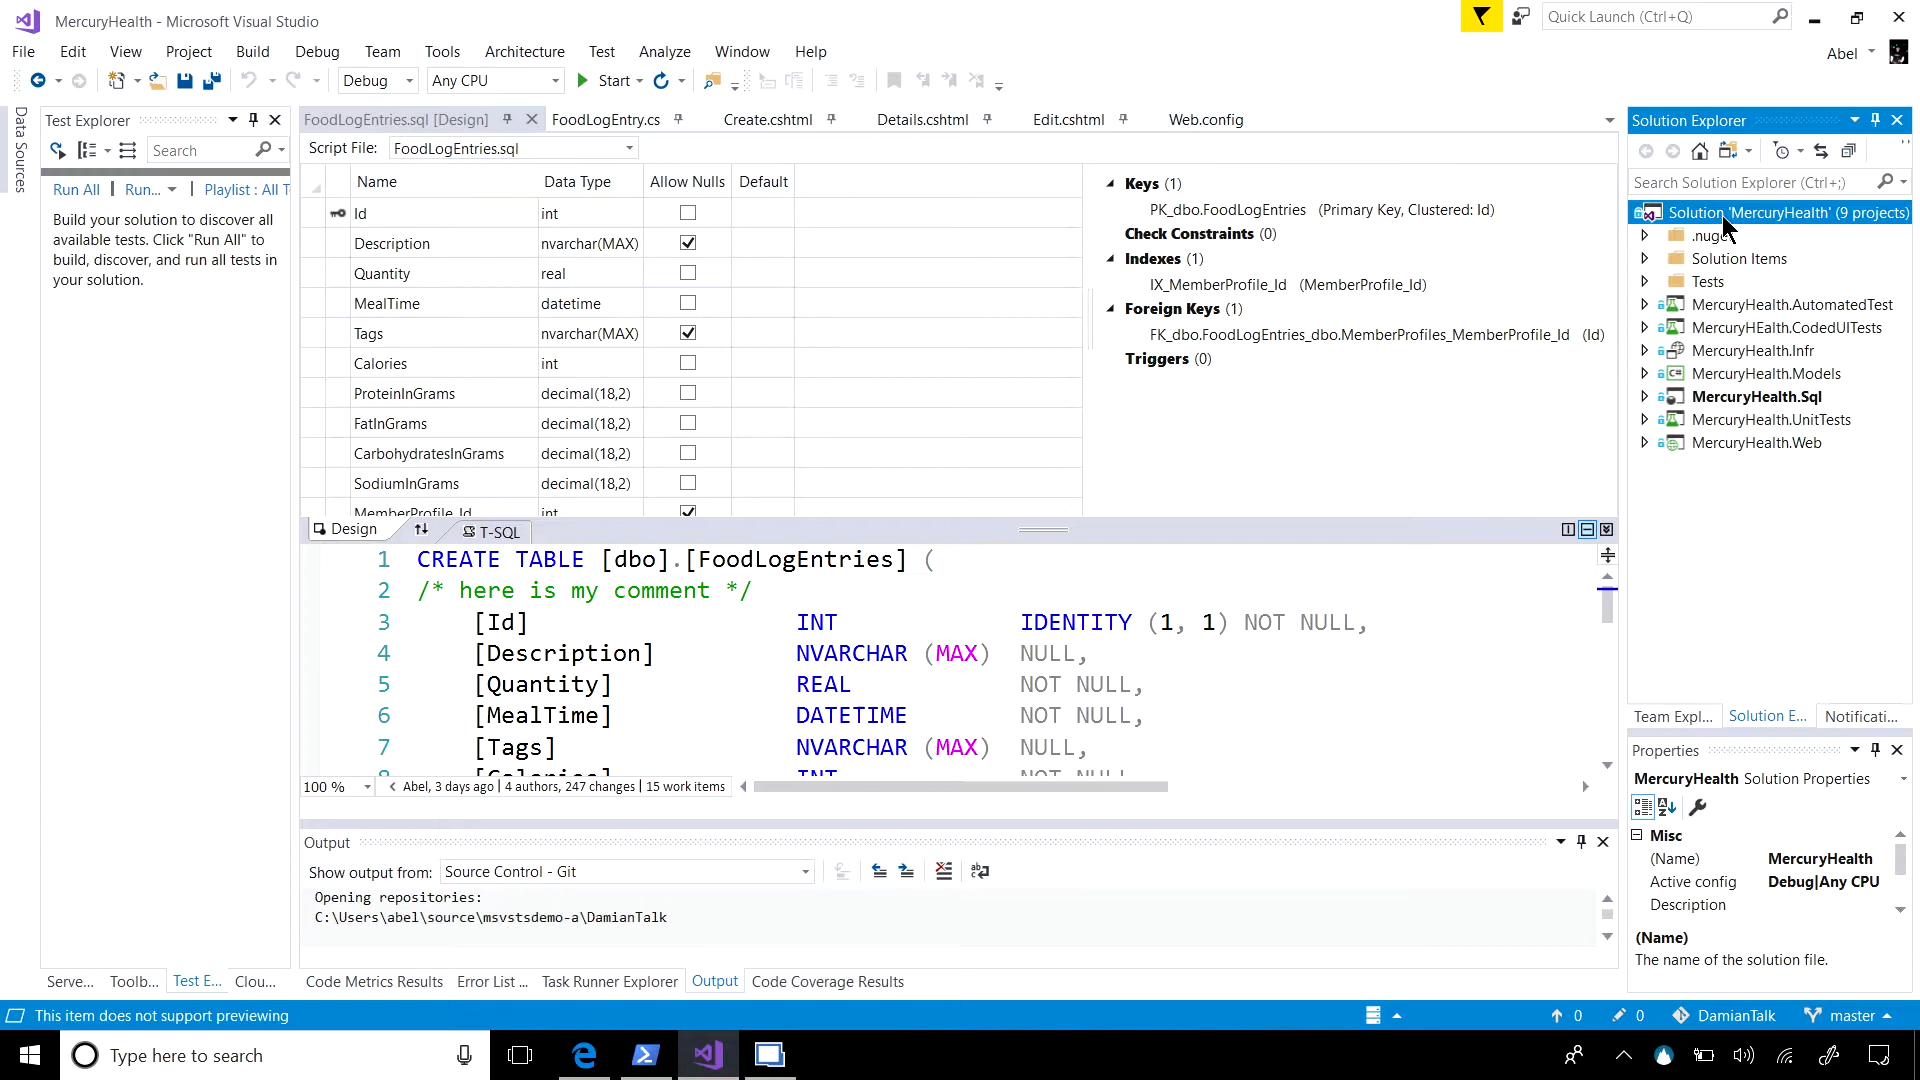 MercuryHealth - Microsoft Visual Studio
Quick Launch (Ctrl+Q)
File Edit View Project Build Debug Team Tools Architecture Test Analyze Window Help
Abel
Debug Any CPU Start
Data Sources
Test Explorer
Search
Run All | Run... Playlist : All T
Build your solution to discover all
available tests. Click "Run All" to
build, discover, and run all tests in
your solution.
FoodLogEntries.sql [Design] FoodLogEntry.cs Create.cshtml Details.cshtml Edit.cshtml Web.config
Script File: FoodLogEntries.sql
Name Data Type Allow Nulls Default
Id int
Description nvarchar(MAX)
Quantity real
MealTime datetime
Tags nvarchar(MAX)
Calories int
ProteinInGrams decimal(18,2)
FatInGrams decimal(18,2)
CarbohydratesInGrams decimal(18,2)
SodiumInGrams decimal(18,2)
MemberProfile_Id int
Keys (1)
PK_dbo.FoodLogEntries (Primary Key, Clustered: Id)
Check Constraints (0)
Indexes (1)
IX_MemberProfile_Id (MemberProfile_Id)
Foreign Keys (1)
FK_dbo.FoodLogEntries_dbo.MemberProfiles_MemberProfile_Id (Id)
Triggers (0)
Design T-SQL
1 CREATE TABLE [dbo].[FoodLogEntries] (
2 /* here is my comment */
3 [Id] INT IDENTITY (1, 1) NOT NULL,
4 [Description] NVARCHAR (MAX) NULL,
5 [Quantity] REAL NOT NULL,
6 [MealTime] DATETIME NOT NULL,
7 [Tags] NVARCHAR (MAX) NULL,
8 [Calories] INT NOT NULL,
100 % Abel, 3 days ago | 4 authors, 247 changes | 15 work items
Output
Show output from: Source Control - Git
Opening repositories:
C:\Users\abel\source\msvstsdemo-a\DamianTalk
Serve... Toolb... Test E... Clou...
Code Metrics Results Error List ... Task Runner Explorer Output Code Coverage Results
Solution Explorer
Search Solution Explorer (Ctrl+;)
Solution 'MercuryHealth' (9 projects)
.nuge
Solution Items
Tests
MercuryHealth.AutomatedTest
MercuryHEalth.CodedUITests
MercuryHealth.Infr
MercuryHealth.Models
MercuryHealth.Sql
MercuryHealth.UnitTests
MercuryHealth.Web
Team Expl... Solution E... Notificati...
Properties
MercuryHealth Solution Properties
Misc
(Name) MercuryHealth
Active config Debug|Any CPU
Description
(Name)
The name of the solution file.
This item does not support previewing
0 0 DamianTalk master
Type here to search